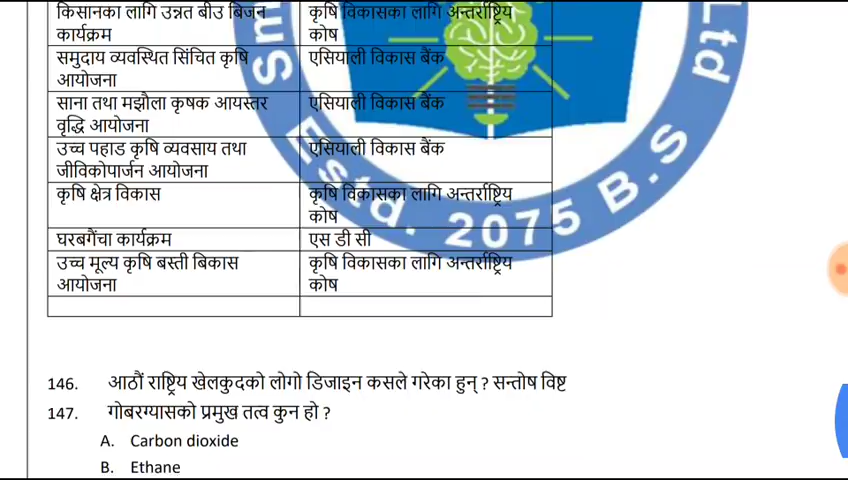 किसानका लागि उन्नत बीउ बिजन
कार्यक्रम
कृषि विकासका लागि अन्तर्राष्ट्रिय
कोष
समुदाय व्यवस्थित सिंचित कृषि
आयोजना
एसियाली विकास बैंक
साना तथा मझौला कृषक आयस्तर
वृद्धि आयोजना
एसियाली विकास बैंक
उच्च पहाड कृषि व्यवसाय तथा
जीविकोपार्जन आयोजना
एसियाली विकास बैंक
कृषि क्षेत्र विकास
कृषि विकासका लागि अन्तर्राष्ट्रिय
कोष
घरबगैंचा कार्यक्रम
एस डी सी
उच्च मूल्य कृषि बस्ती बिकास
आयोजना
कृषि विकासका लागि अन्तर्राष्ट्रिय
कोष
Estd. 2075 B.S
Ltd
146. आठौं राष्ट्रिय खेलकुदको लोगो डिजाइन कसले गरेका हुन् ? सन्तोष विष्ट
147. गोबरग्यासको प्रमुख तत्व कुन हो ?
A. Carbon dioxide
B. Ethane